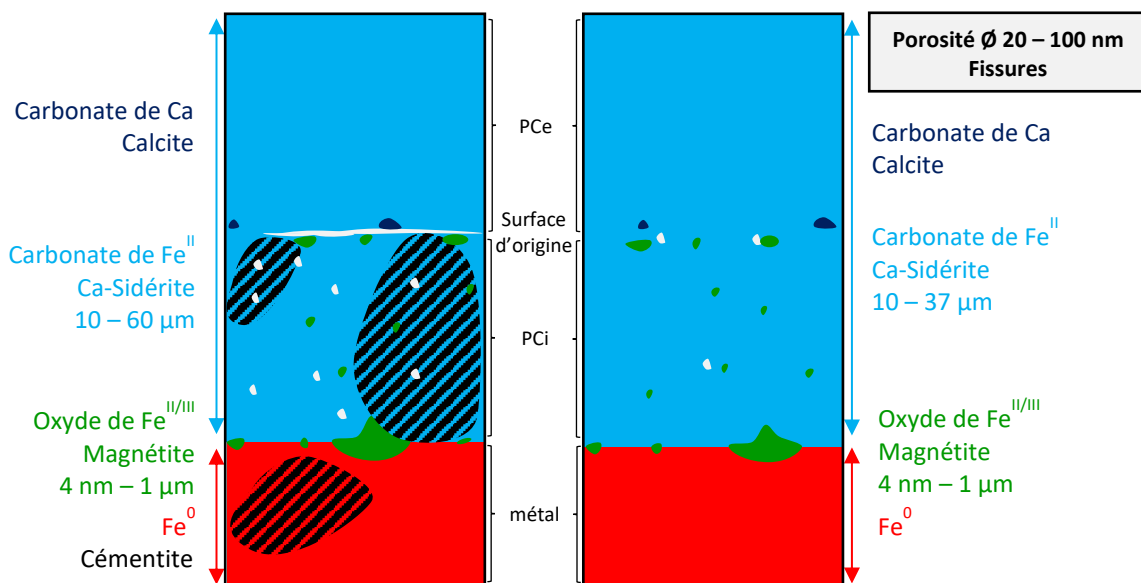 Carbonate de Ca
Calcite
Carbonate de Fe^II
Ca-Sidérite
10 – 60 µm
Oxyde de Fe^II/III
Magnétite
4 nm – 1 µm
Fe^0
Cémentite
PCe
Surface
d'origine
PCi
métal
Porosité Ø 20 – 100 nm
Fissures
Carbonate de Ca
Calcite
Carbonate de Fe^II
Ca-Sidérite
10 – 37 µm
Oxyde de Fe^II/III
Magnétite
4 nm – 1 µm
Fe^0